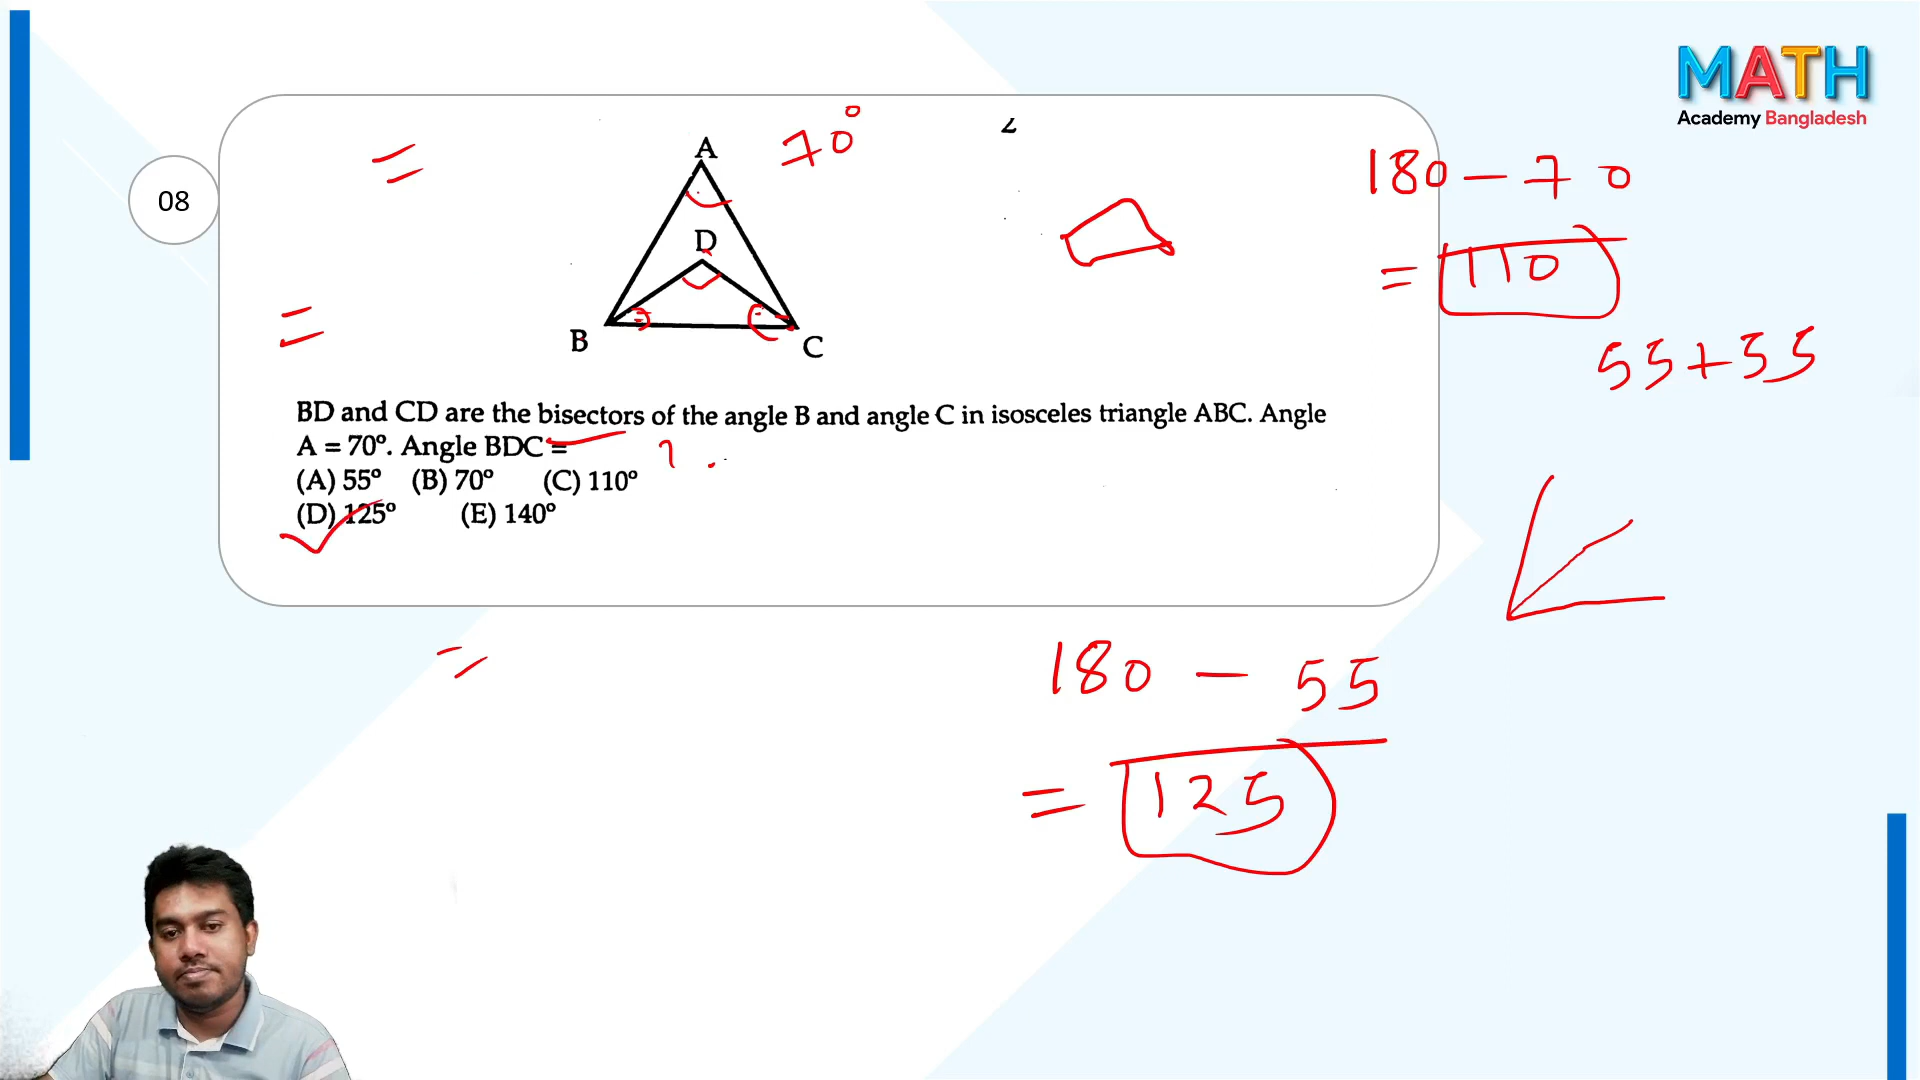 MATH
Academy Bangladesh
08
A
70°
D
B
C
BD and CD are the bisectors of the angle B and angle C in isosceles triangle ABC. Angle
A = 70°. Angle BDC =
(A) 55° (B) 70° (C) 110°
(D) 125° (E) 140°
180 - 70
= 110
55+55
180 - 55
= 125